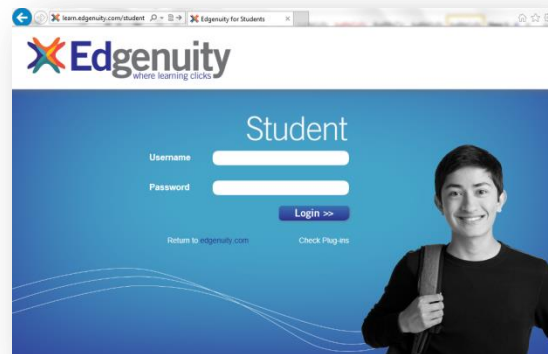 learn.edgenuity.com/student
Edgenuity for Students
Edgenuity
where learning clicks
Student
Username
Password
Login >>
Return to edgenuity.com
Check Plug-ins